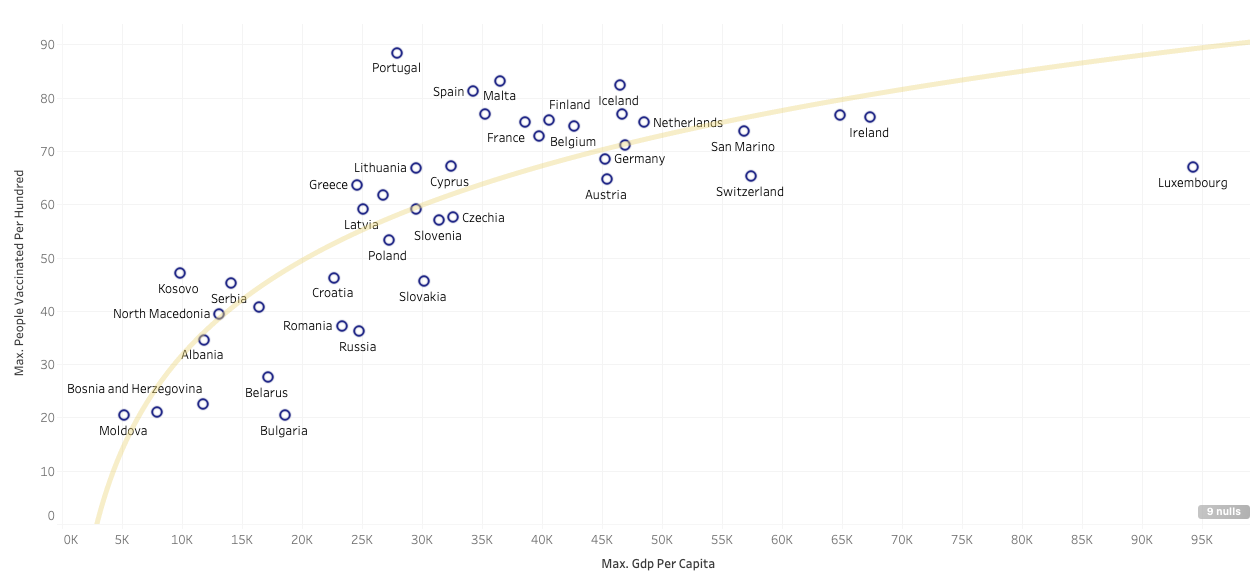 90
80
70
60
50
40
30
20
10
0
Max. People Vaccinated Per Hundred
Portugal
Spain
Malta
Iceland
Finland
France
Belgium
Netherlands
San Marino
Ireland
Lithuania
Cyprus
Germany
Greece
Austria
Switzerland
Luxembourg
Latvia
Slovenia
Czechia
Poland
Kosovo
Serbia
Croatia
Slovakia
North Macedonia
Romania
Russia
Albania
Bosnia and Herzegovina
Belarus
Moldova
Bulgaria
9 nulls
0K 5K 10K 15K 20K 25K 30K 35K 40K 45K 50K 55K 60K 65K 70K 75K 80K 85K 90K 95K
Max. Gdp Per Capita